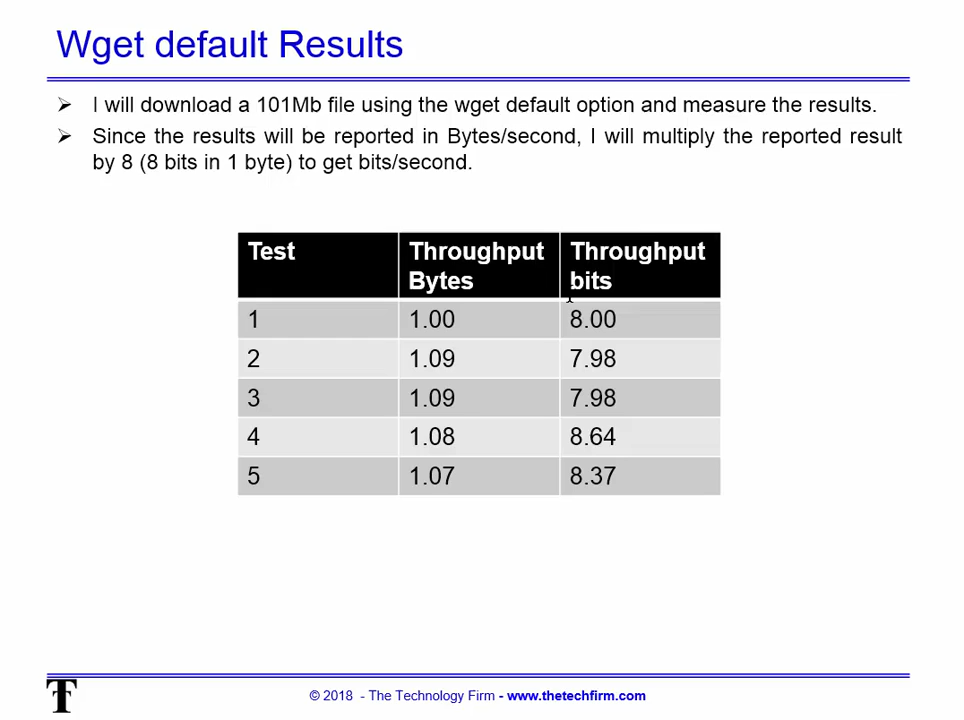 Wget default Results
➢ I will download a 101Mb file using the wget default option and measure the results.
➢ Since the results will be reported in Bytes/second, I will multiply the reported result
by 8 (8 bits in 1 byte) to get bits/second.
Test Throughput Bytes Throughput bits
1 1.00 8.00
2 1.09 7.98
3 1.09 7.98
4 1.08 8.64
5 1.07 8.37
T
© 2018 - The Technology Firm - www.thetechfirm.com